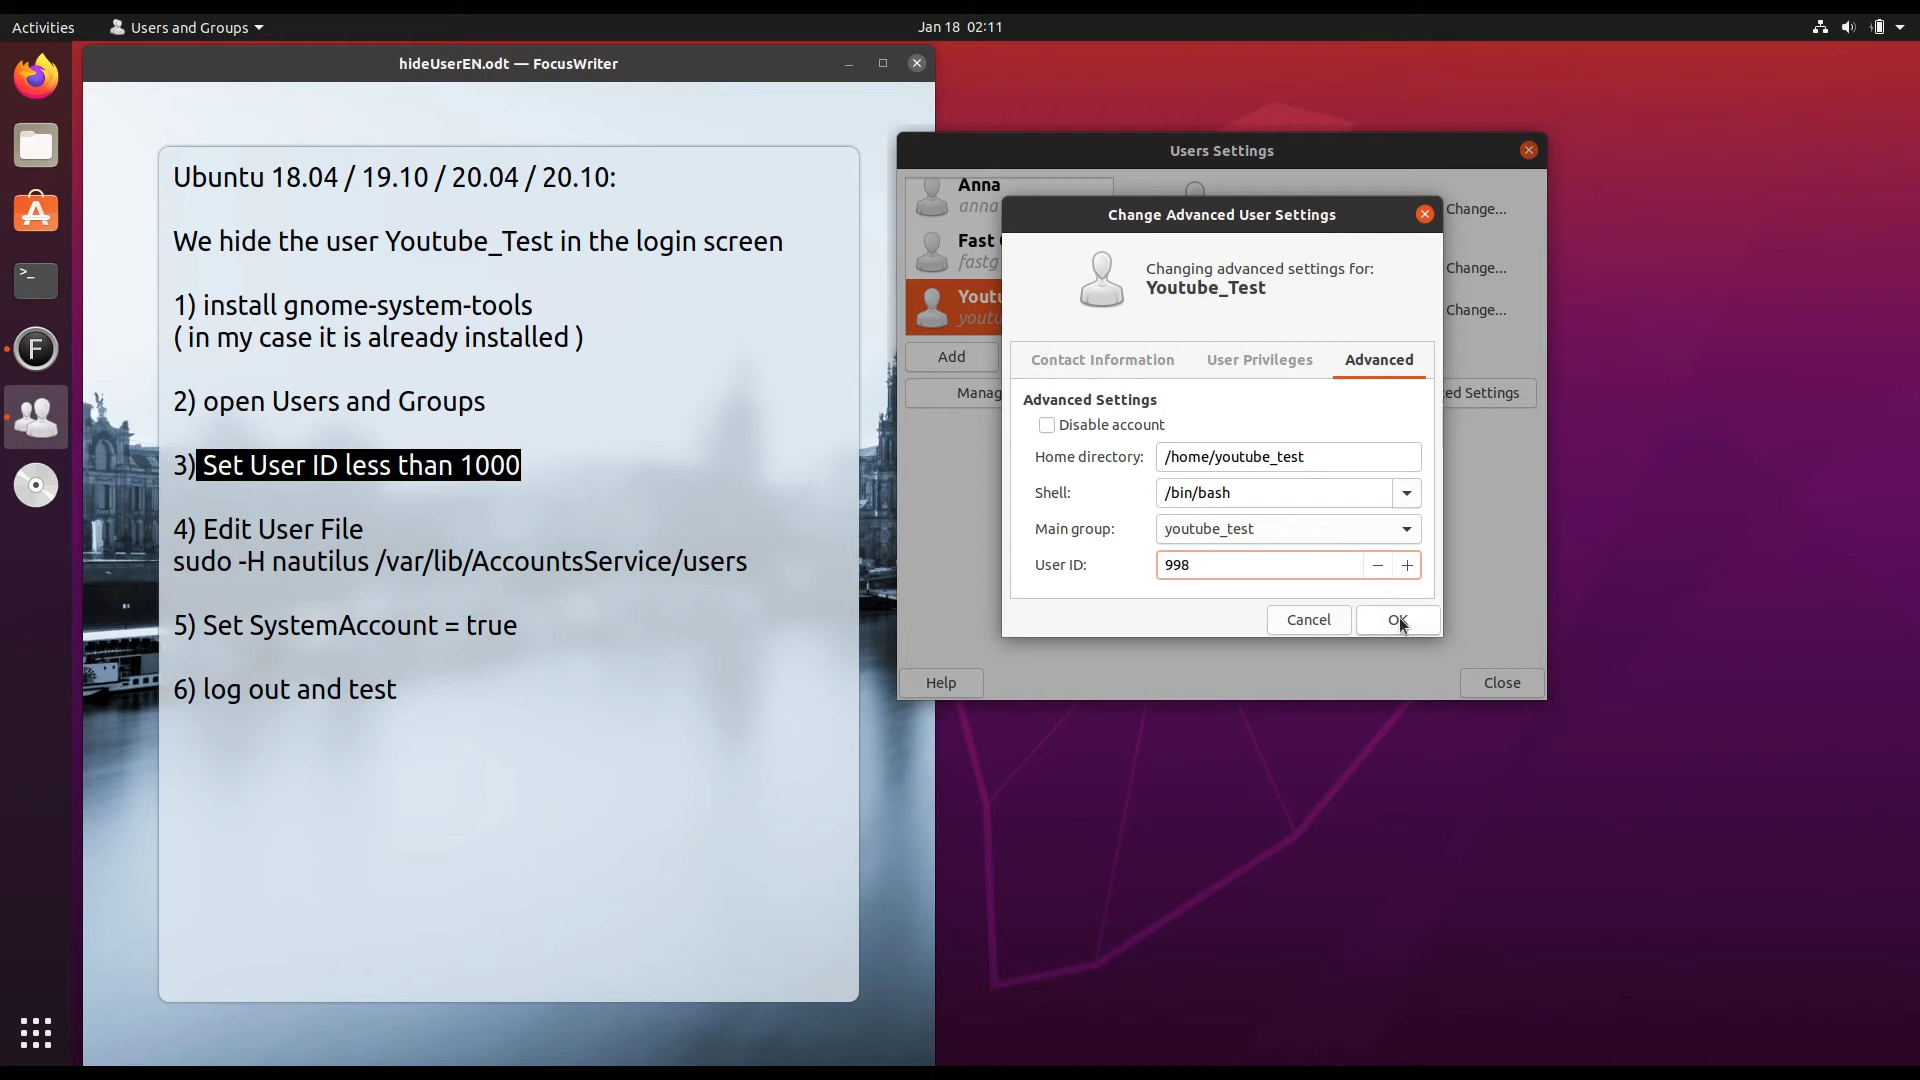 Activities
Users and Groups
Jan 18 02:11
hideUserEN.odt — FocusWriter
Ubuntu 18.04 / 19.10 / 20.04 / 20.10:
We hide the user Youtube_Test in the login screen
1) install gnome-system-tools
( in my case it is already installed )
2) open Users and Groups
3) Set User ID less than 1000
4) Edit User File
sudo -H nautilus /var/lib/AccountsService/users
5) Set SystemAccount = true
6) log out and test
Users Settings
Anna
anna
Fast
fastg
Youtu
youtu
Add
Manag
Change...
Change...
Change...
ed Settings
Help
Close
Change Advanced User Settings
Changing advanced settings for:
Youtube_Test
Contact Information
User Privileges
Advanced
Advanced Settings
Disable account
Home directory: /home/youtube_test
Shell: /bin/bash
Main group: youtube_test
User ID: 998
Cancel
OK